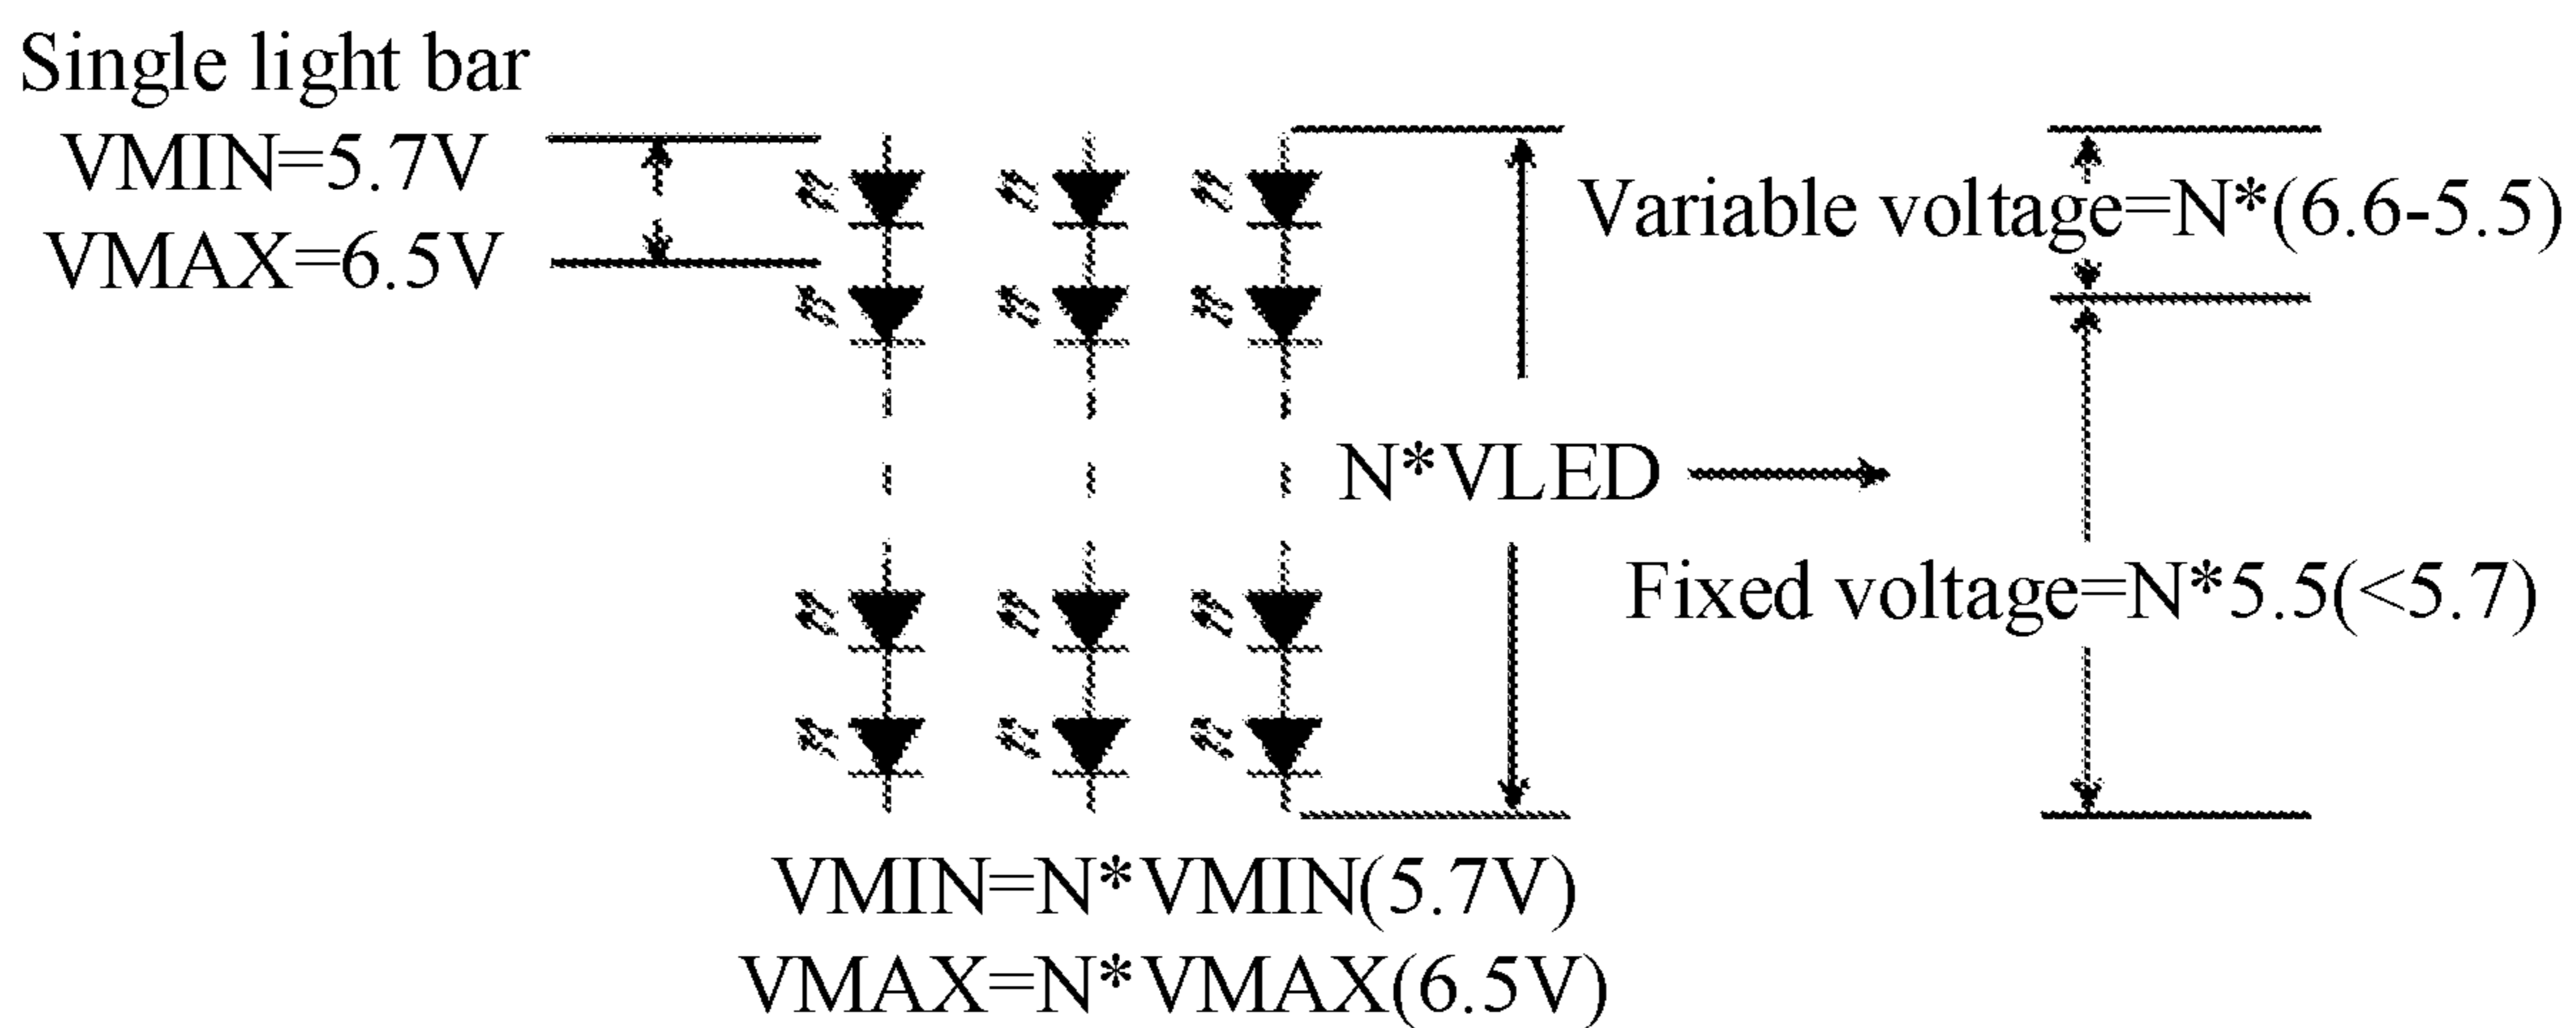 Single light bar
VMIN=5.7V
VMAX=6.5V
Variable voltage=N*(6.6-5.5)
N*VLED
Fixed voltage=N*5.5(<5.7)
VMIN=N*VMIN(5.7V)
VMAX=N*VMAX(6.5V)